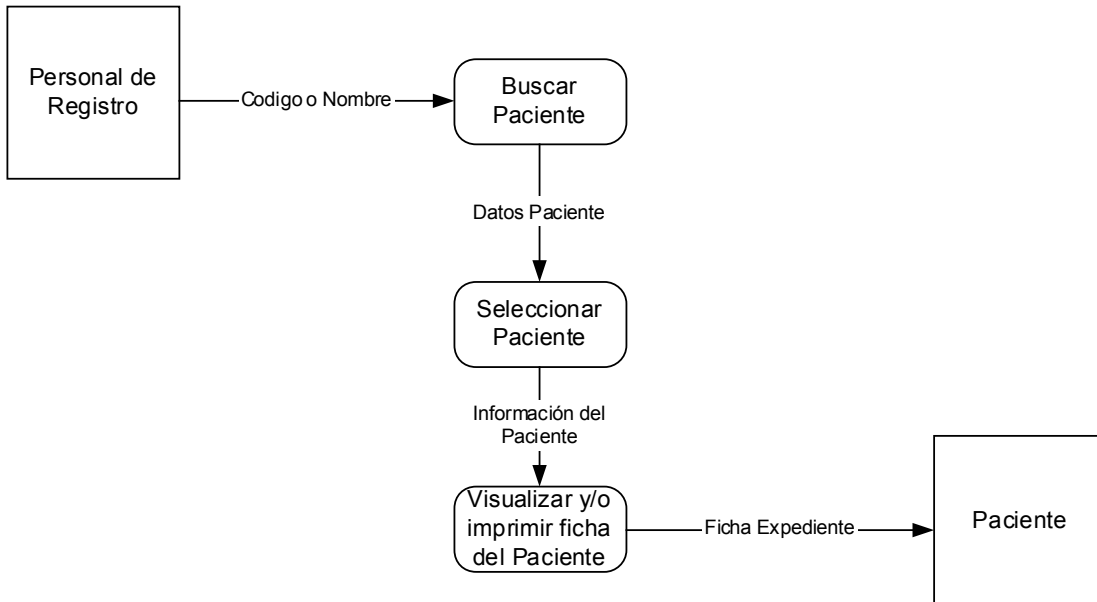 Personal de
Registro
Codigo o Nombre
Buscar
Paciente
Datos Paciente
Seleccionar
Paciente
Información del
Paciente
Visualizar y/o
imprimir ficha
del Paciente
Ficha Expediente
Paciente